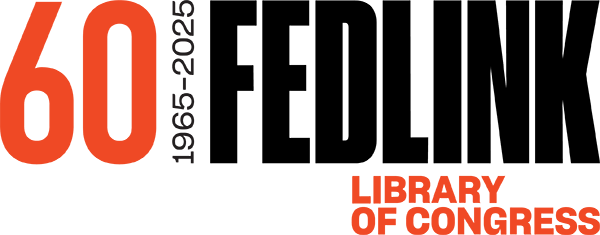 60
1965–2025
FEDLINK
LIBRARY
OF CONGRESS